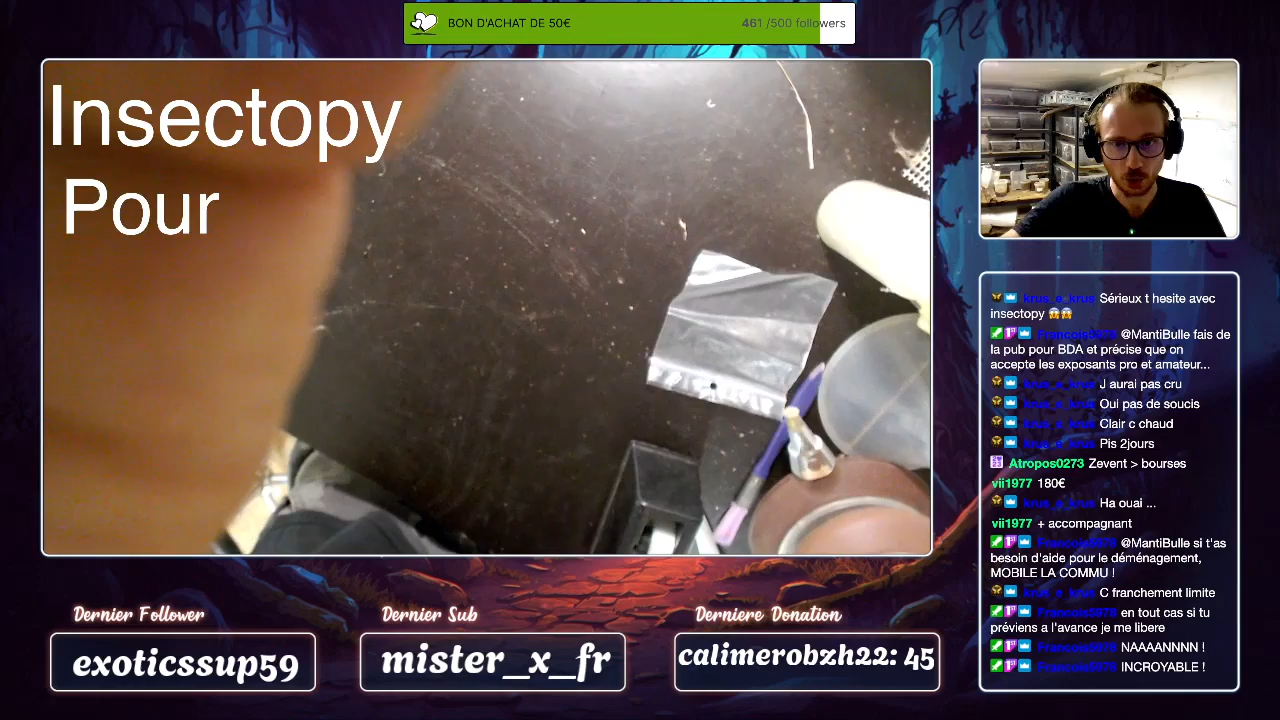 BON D'ACHAT DE 50€
461 /500 followers
Insectopy
Pour
krus_e_krus Sérieux t hesite avec
insectopy 😱😱
Francois5978 @MantiBulle fais de
la pub pour BDA et précise que on
accepte les exposants pro et amateur...
krus_e_krus J aurai pas cru
krus_e_krus Oui pas de soucis
krus_e_krus Clair c chaud
krus_e_krus Pis 2jours
Atropos0273 Zevent > bourses
vii1977 180€
krus_e_krus Ha ouai ...
vii1977 + accompagnant
Francois5978 @MantiBulle si t'as
besoin d'aide pour le déménagement,
MOBILE LA COMMU !
krus_e_krus C franchement limite
Francois5978 en tout cas si tu
préviens a l'avance je me libere
Francois5978 NAAAANNNN !
Francois5978 INCROYABLE !
Dernier Follower
exoticssup59
Dernier Sub
mister_x_fr
Derniere Donation
calimerobzh22: 45